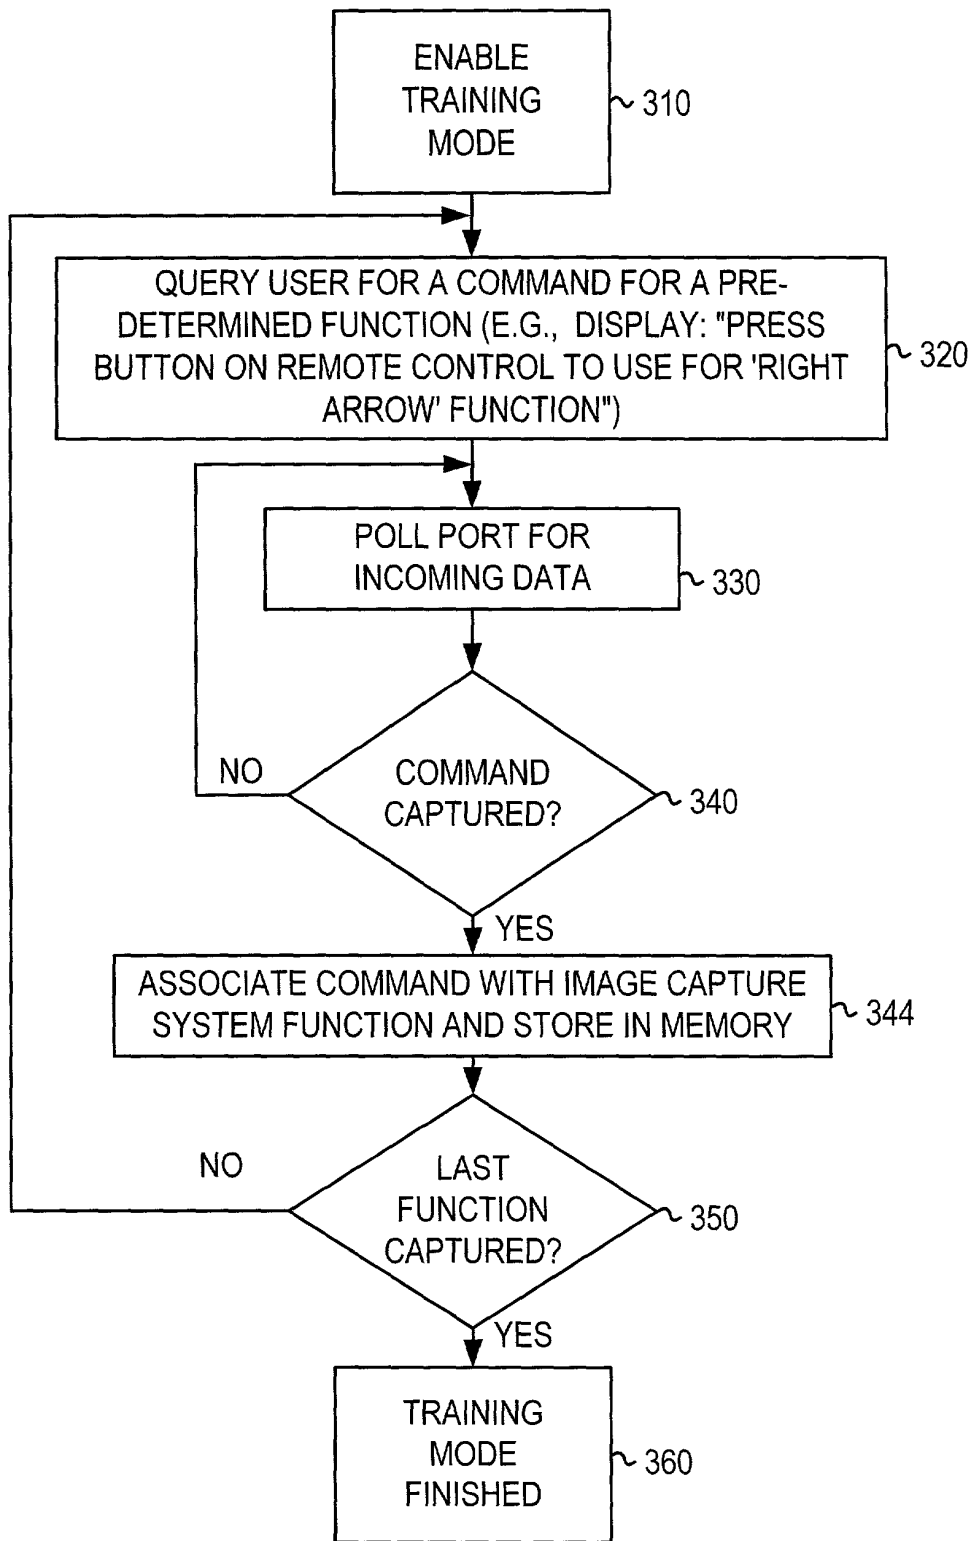 ENABLE
TRAINING
MODE
310
QUERY USER FOR A COMMAND FOR A PRE-
DETERMINED FUNCTION (E.G., DISPLAY: "PRESS
BUTTON ON REMOTE CONTROL TO USE FOR 'RIGHT
ARROW' FUNCTION")
320
POLL PORT FOR
INCOMING DATA
330
NO
COMMAND
CAPTURED?
340
YES
ASSOCIATE COMMAND WITH IMAGE CAPTURE
SYSTEM FUNCTION AND STORE IN MEMORY
344
NO
LAST
FUNCTION
CAPTURED?
350
YES
TRAINING
MODE
FINISHED
360